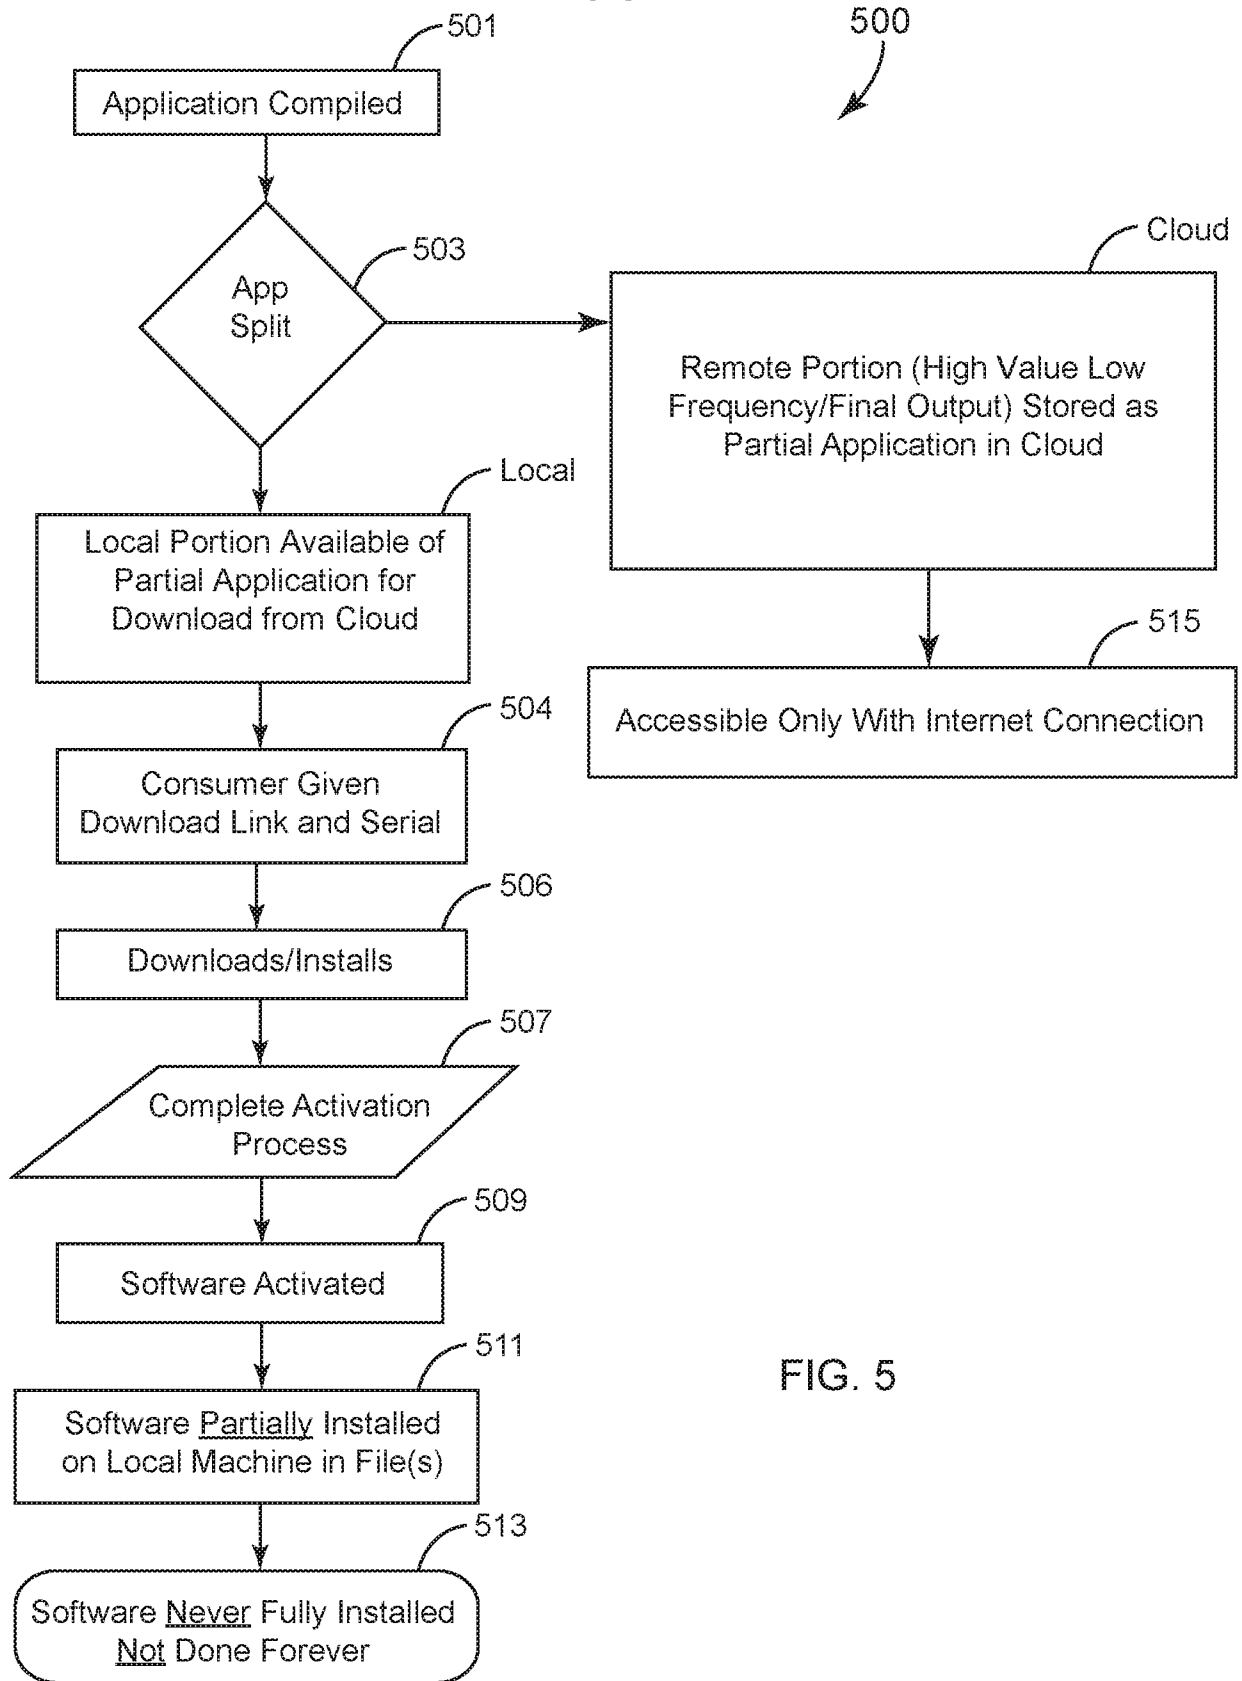 501
500
Application Compiled
503
App
Split
Cloud
Remote Portion (High Value Low
Frequency/Final Output) Stored as
Partial Application in Cloud
Local
Local Portion Available of
Partial Application for
Download from Cloud
515
Accessible Only With Internet Connection
504
Consumer Given
Download Link and Serial
506
Downloads/Installs
507
Complete Activation
Process
509
Software Activated
511
Software Partially Installed
on Local Machine in File(s)
513
Software Never Fully Installed
Not Done Forever
FIG. 5